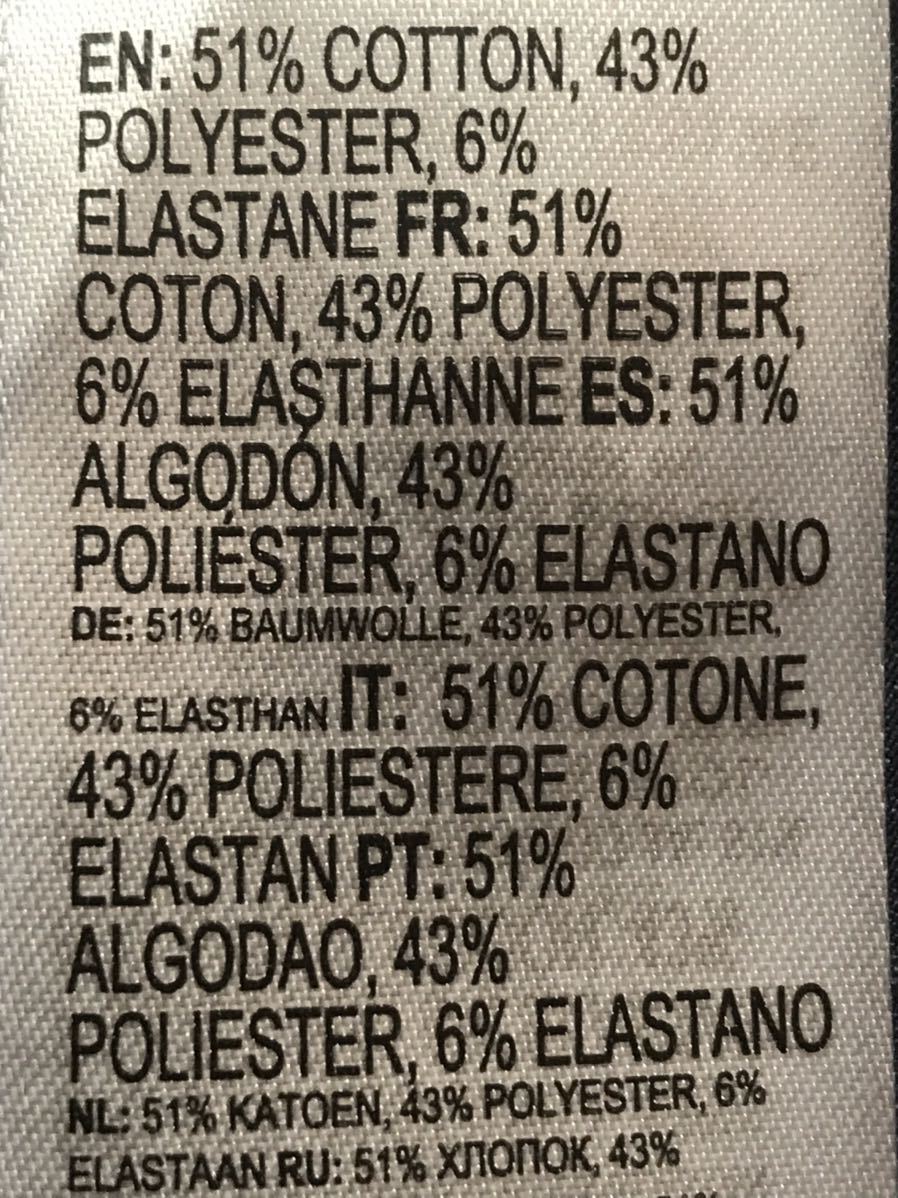 EN: 51% COTTON, 43%
POLYESTER, 6%
ELASTANE FR: 51%
COTON, 43% POLYESTER,
6% ELASTHANNE ES: 51%
ALGODÓN, 43%
POLIÉSTER, 6% ELASTANO
DE: 51% BAUMWOLLE, 43% POLYESTER,
6% ELASTHAN IT: 51% COTONE,
43% POLIESTERE, 6%
ELASTAN PT: 51%
ALGODAO, 43%
POLIESTER, 6% ELASTANO
NL: 51% KATOEN, 43% POLYESTER, 6%
ELASTAAN RU: 51% ХЛОПОК, 43%